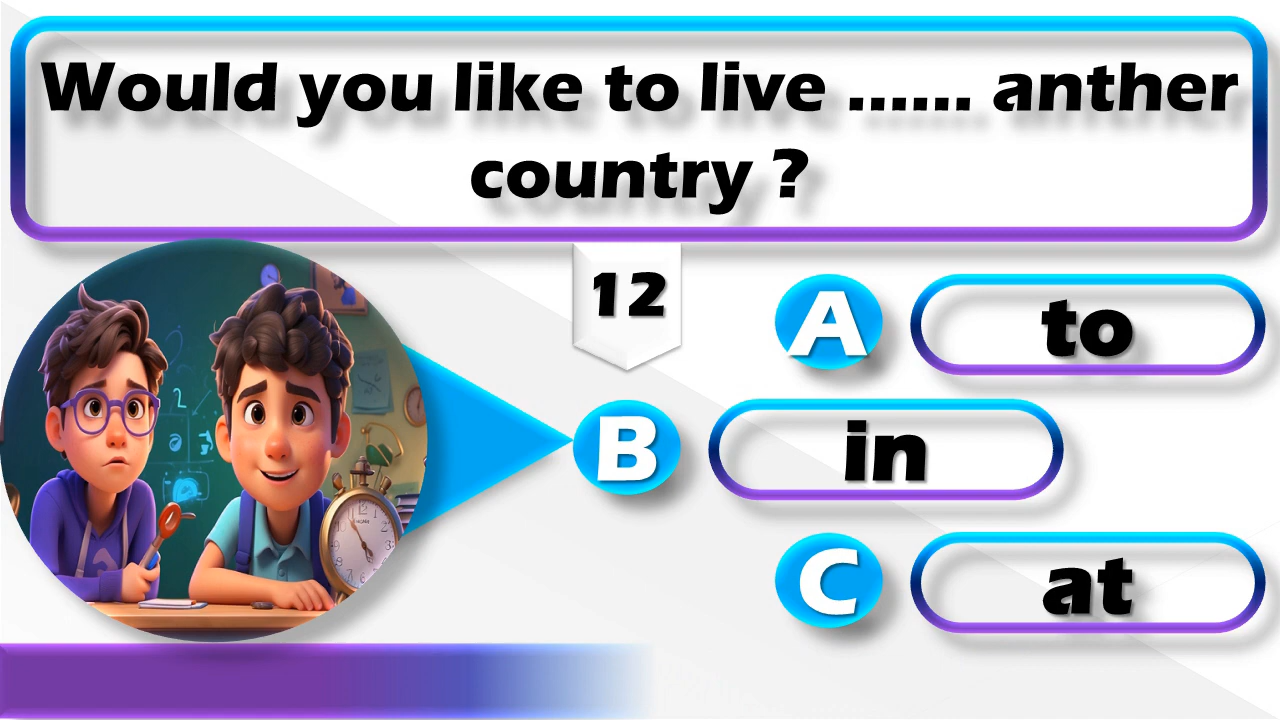 Would you like to live ...... anther
country ?
12
A to
B in
C at